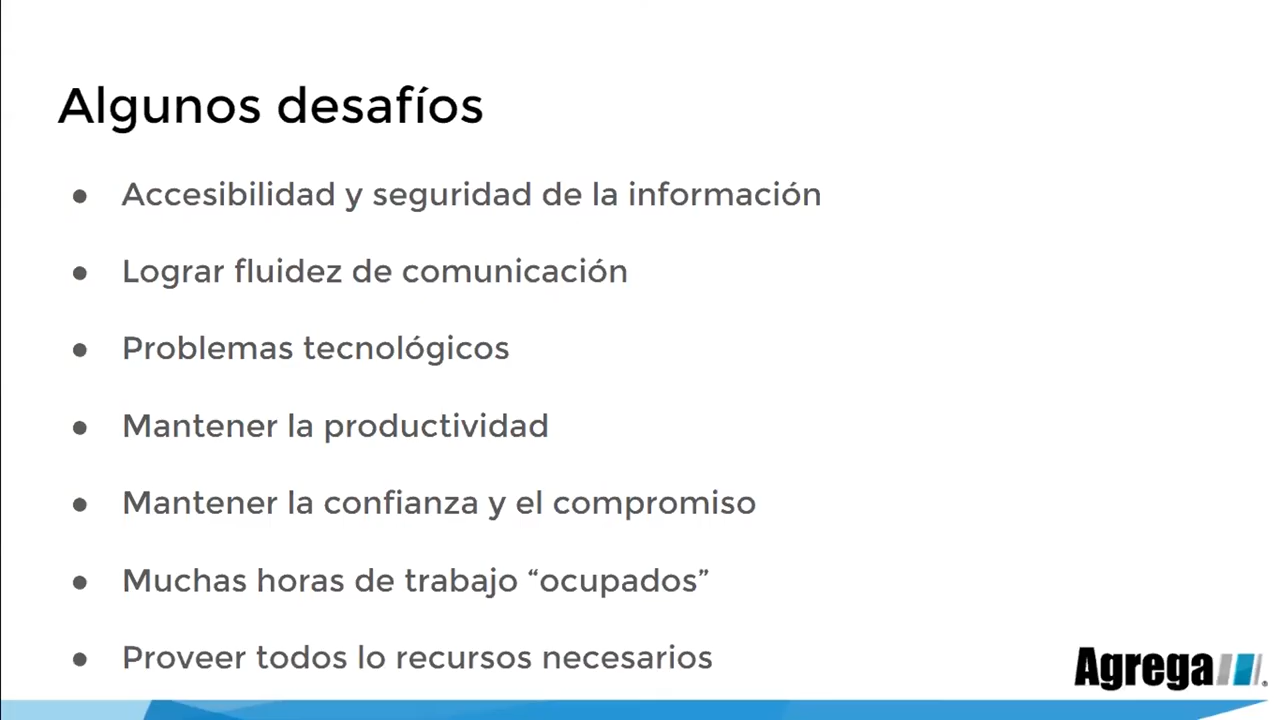 Algunos desafíos
● Accesibilidad y seguridad de la información
● Lograr fluidez de comunicación
● Problemas tecnológicos
● Mantener la productividad
● Mantener la confianza y el compromiso
● Muchas horas de trabajo “ocupados”
● Proveer todos lo recursos necesarios
Agrega®